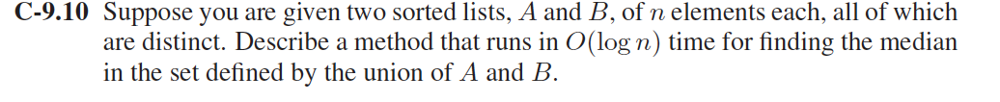 C-9.10 Suppose you are given two sorted lists, A and B, of n elements each, all of which
are distinct. Describe a method that runs in O(log n) time for finding the median
in the set defined by the union of A and B.